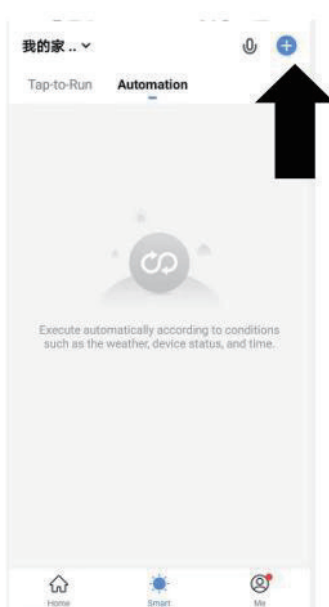 我的家 ..
Tap-to-Run Automation
Execute automatically according to conditions
such as the weather, device status, and time.
Home Smart Me